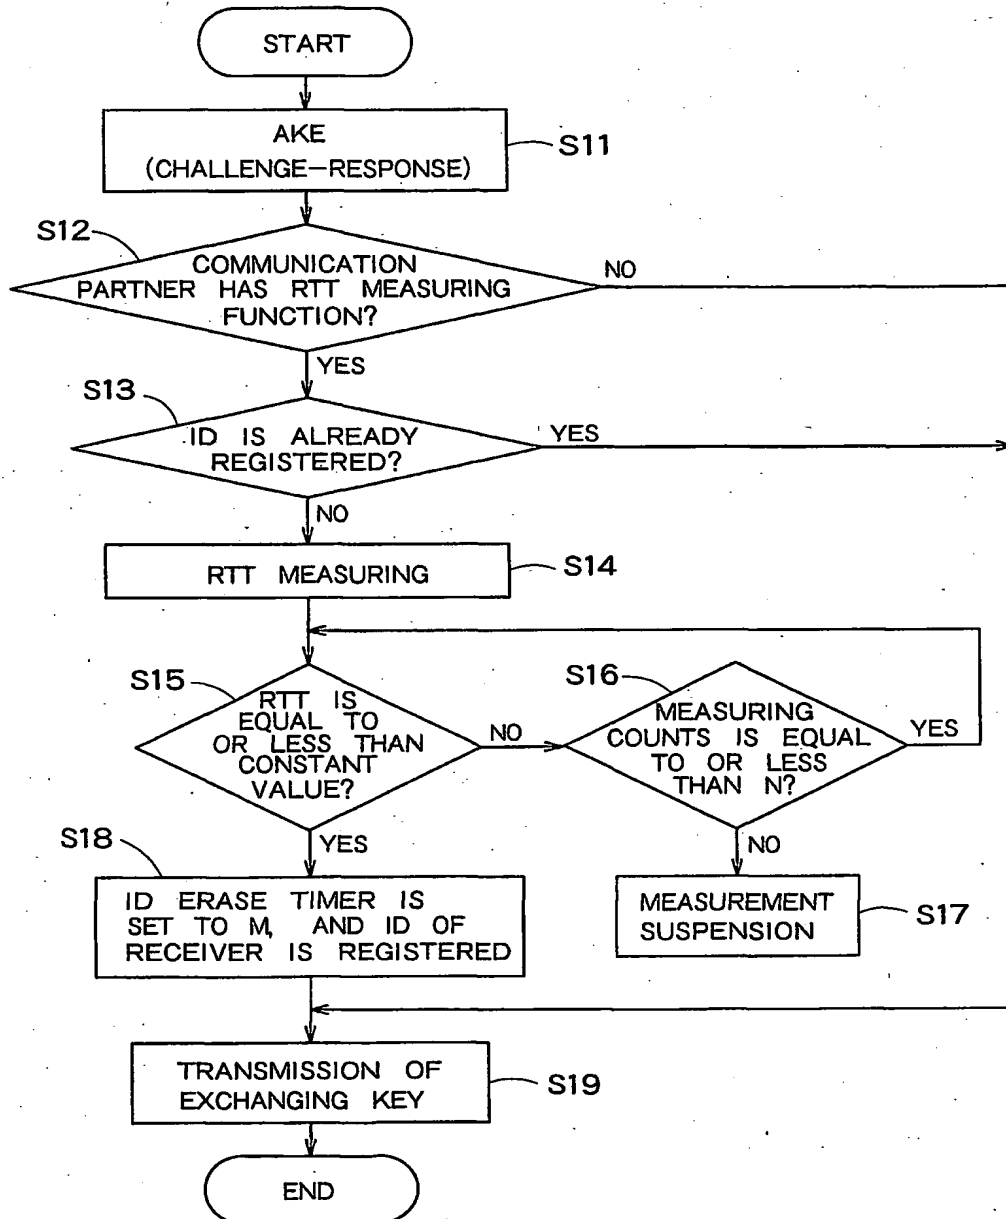 START
AKE
(CHALLENGE-RESPONSE)
S11
S12
COMMUNICATION
PARTNER HAS RTT MEASURING
FUNCTION?
NO
YES
S13
ID IS ALREADY
REGISTERED?
YES
NO
RTT MEASURING
S14
S15
RTT IS
EQUAL TO
OR LESS THAN
CONSTANT
VALUE?
NO
YES
S16
MEASURING
COUNTS IS EQUAL
TO OR LESS
THAN N?
YES
NO
S18
ID ERASE TIMER IS
SET TO M, AND ID OF
RECEIVER IS REGISTERED
MEASUREMENT
SUSPENSION
S17
TRANSMISSION OF
EXCHANGING KEY
S19
END